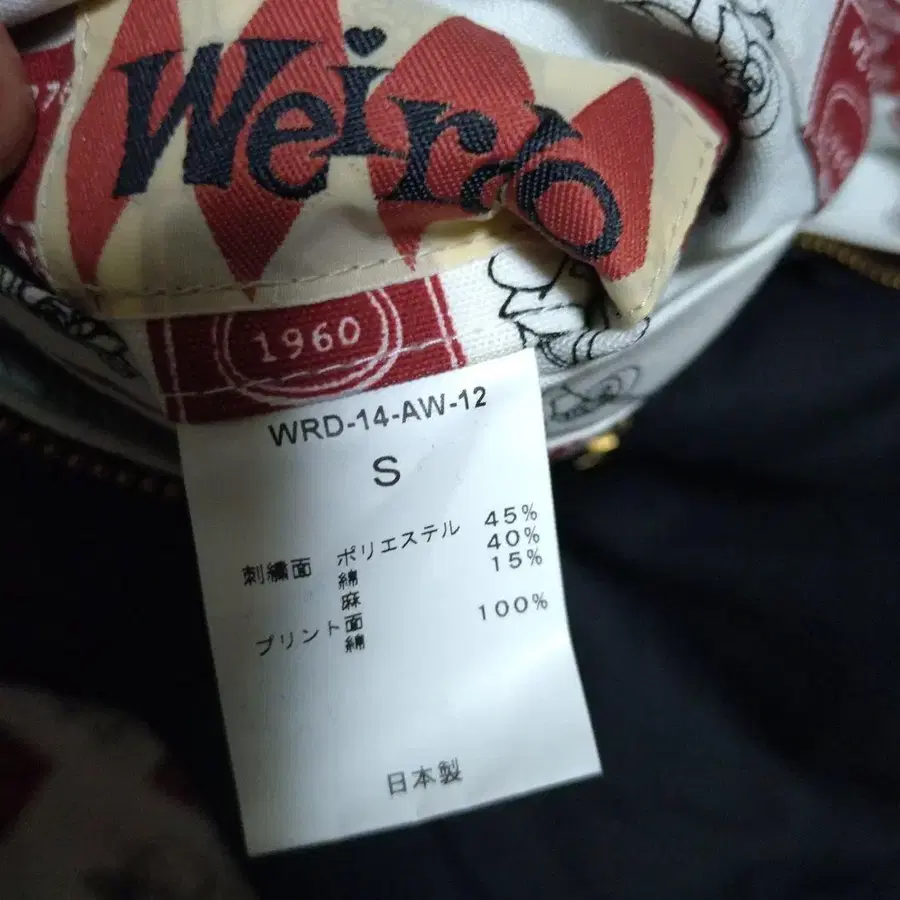 Weirdo
1960
WRD-14-AW-12
S
刺繍面 ポリエステル 45%
綿 40%
麻 15%
プリント面
綿 100%
日本製